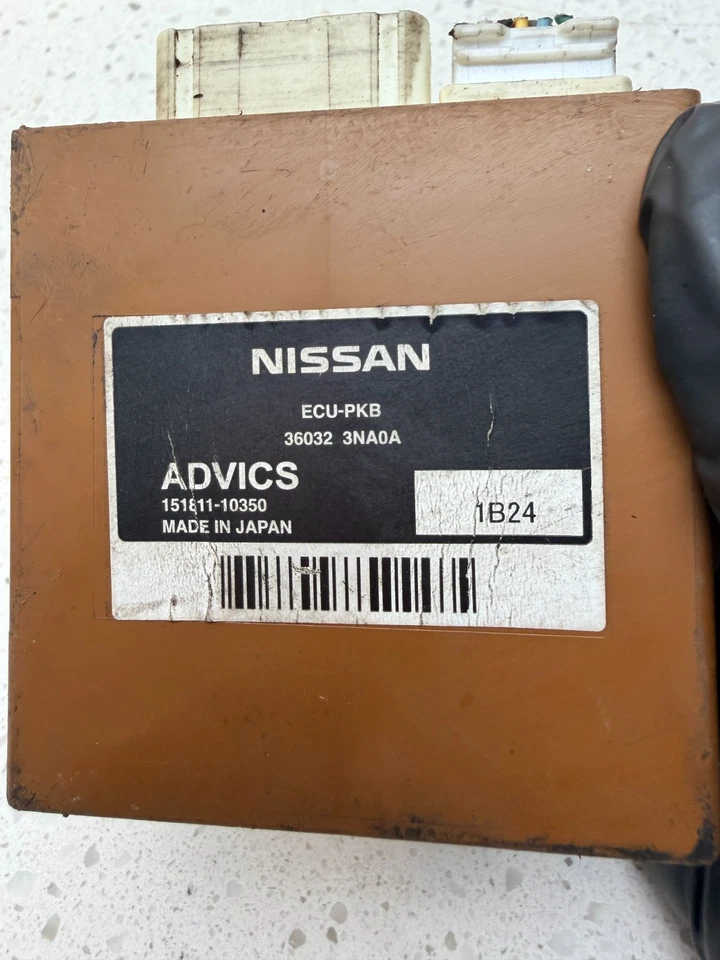 NISSAN
ECU-PKB
36032 3NA0A
ADVICS
151811-10350
MADE IN JAPAN
1B24